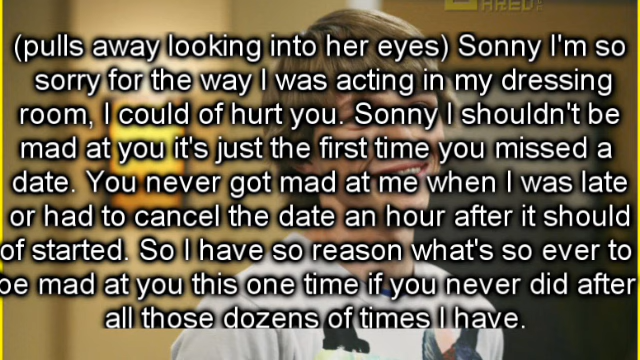 HRED
(pulls away looking into her eyes) Sonny I'm so
sorry for the way I was acting in my dressing
room, I could of hurt you. Sonny I shouldn't be
mad at you it's just the first time you missed a
date. You never got mad at me when I was late
or had to cancel the date an hour after it should
of started. So I have so reason what's so ever to
be mad at you this one time if you never did after
all those dozens of times I have.